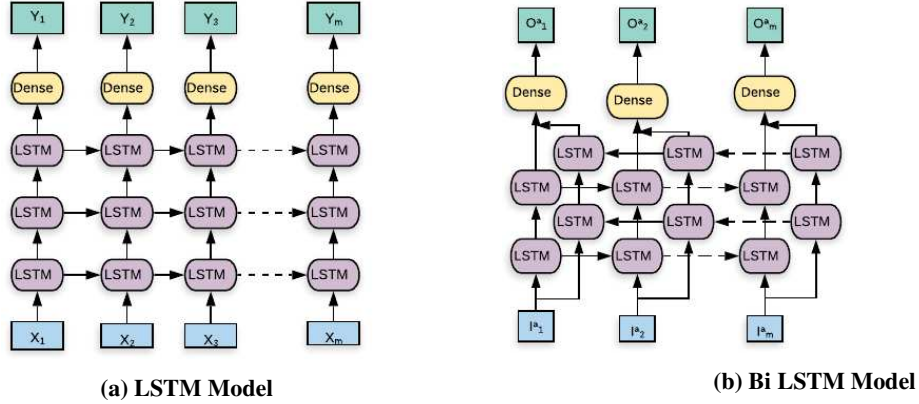 Y₁ Y₂ Y₃ Yₘ
Dense Dense Dense Dense
LSTM LSTM LSTM LSTM
LSTM LSTM LSTM LSTM
LSTM LSTM LSTM LSTM
X₁ X₂ X₃ Xₘ
(a) LSTM Model
Oᵃ₁ Oᵃ₂ Oᵃₘ
Dense Dense Dense
LSTM LSTM LSTM
LSTM LSTM LSTM
LSTM LSTM LSTM
LSTM LSTM LSTM
Iᵃ₁ Iᵃ₂ Iᵃₘ
(b) Bi LSTM Model